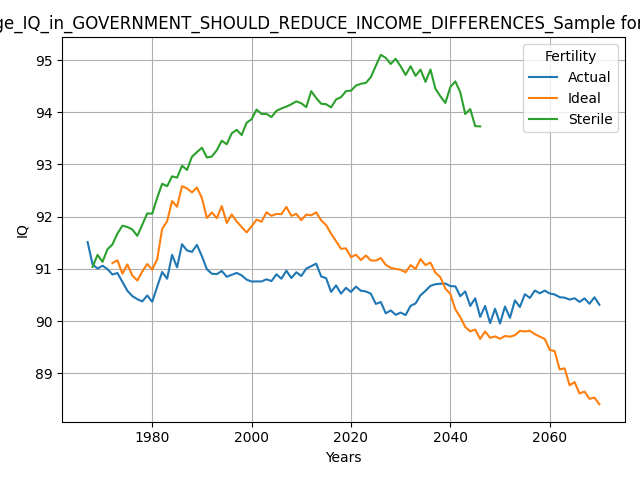 ge_IQ_in_GOVERNMENT_SHOULD_REDUCE_INCOME_DIFFERENCES_Sample for
Fertility
Actual
Ideal
Sterile
IQ
95
94
93
92
91
90
89
1980
2000
2020
2040
2060
Years